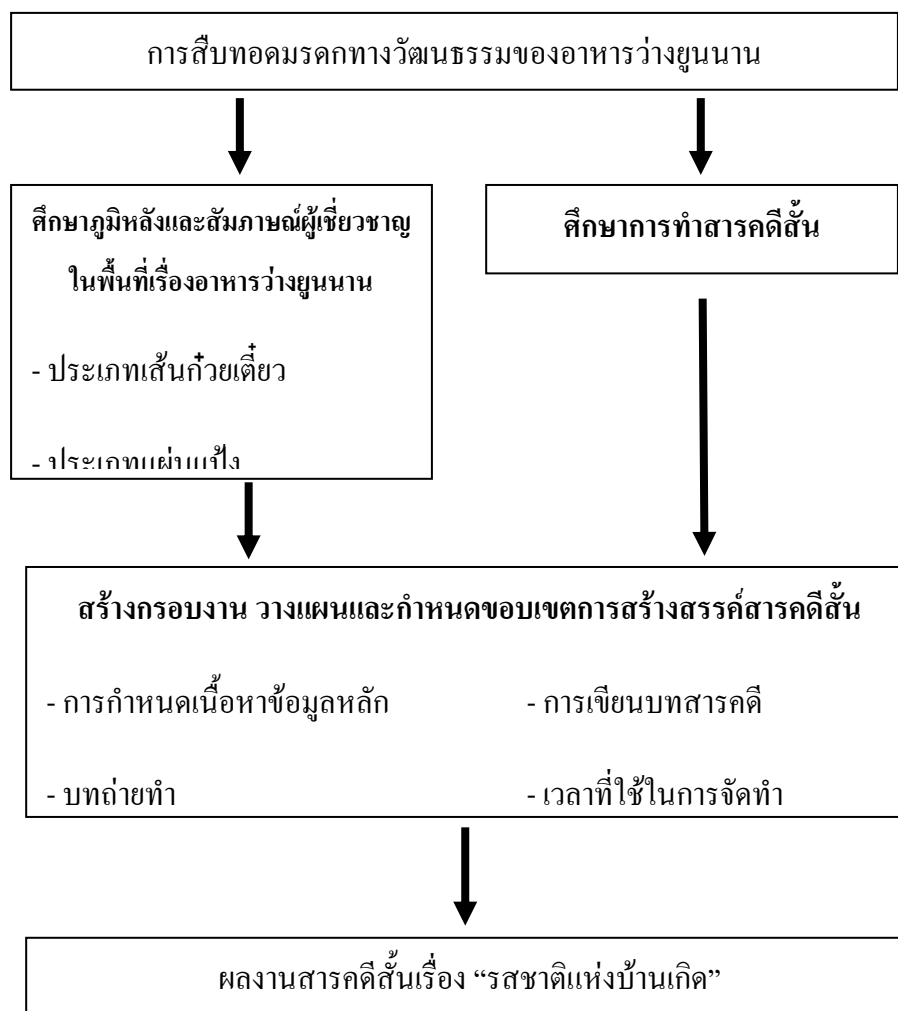 การสืบทอดมรดกทางวัฒนธรรมของอาหารว่างยูนนาน
ศึกษาภูมิหลังและสัมภาษณ์ผู้เชี่ยวชาญ
ในพื้นที่เรื่องอาหารว่างยูนนาน
- ประเภทเส้นก๋วยเตี๋ยว
- ประเภทแผ่นแป้ง
ศึกษาการทำสารคดีสั้น
สร้างกรอบงาน วางแผนและกำหนดขอบเขตการสร้างสรรค์สารคดีสั้น
- การกำหนดเนื้อหาข้อมูลหลัก
- การเขียนบทสารคดี
- บทถ่ายทำ
- เวลาที่ใช้ในการจัดทำ
ผลงานสารคดีสั้นเรื่อง “รสชาติแห่งบ้านเกิด”